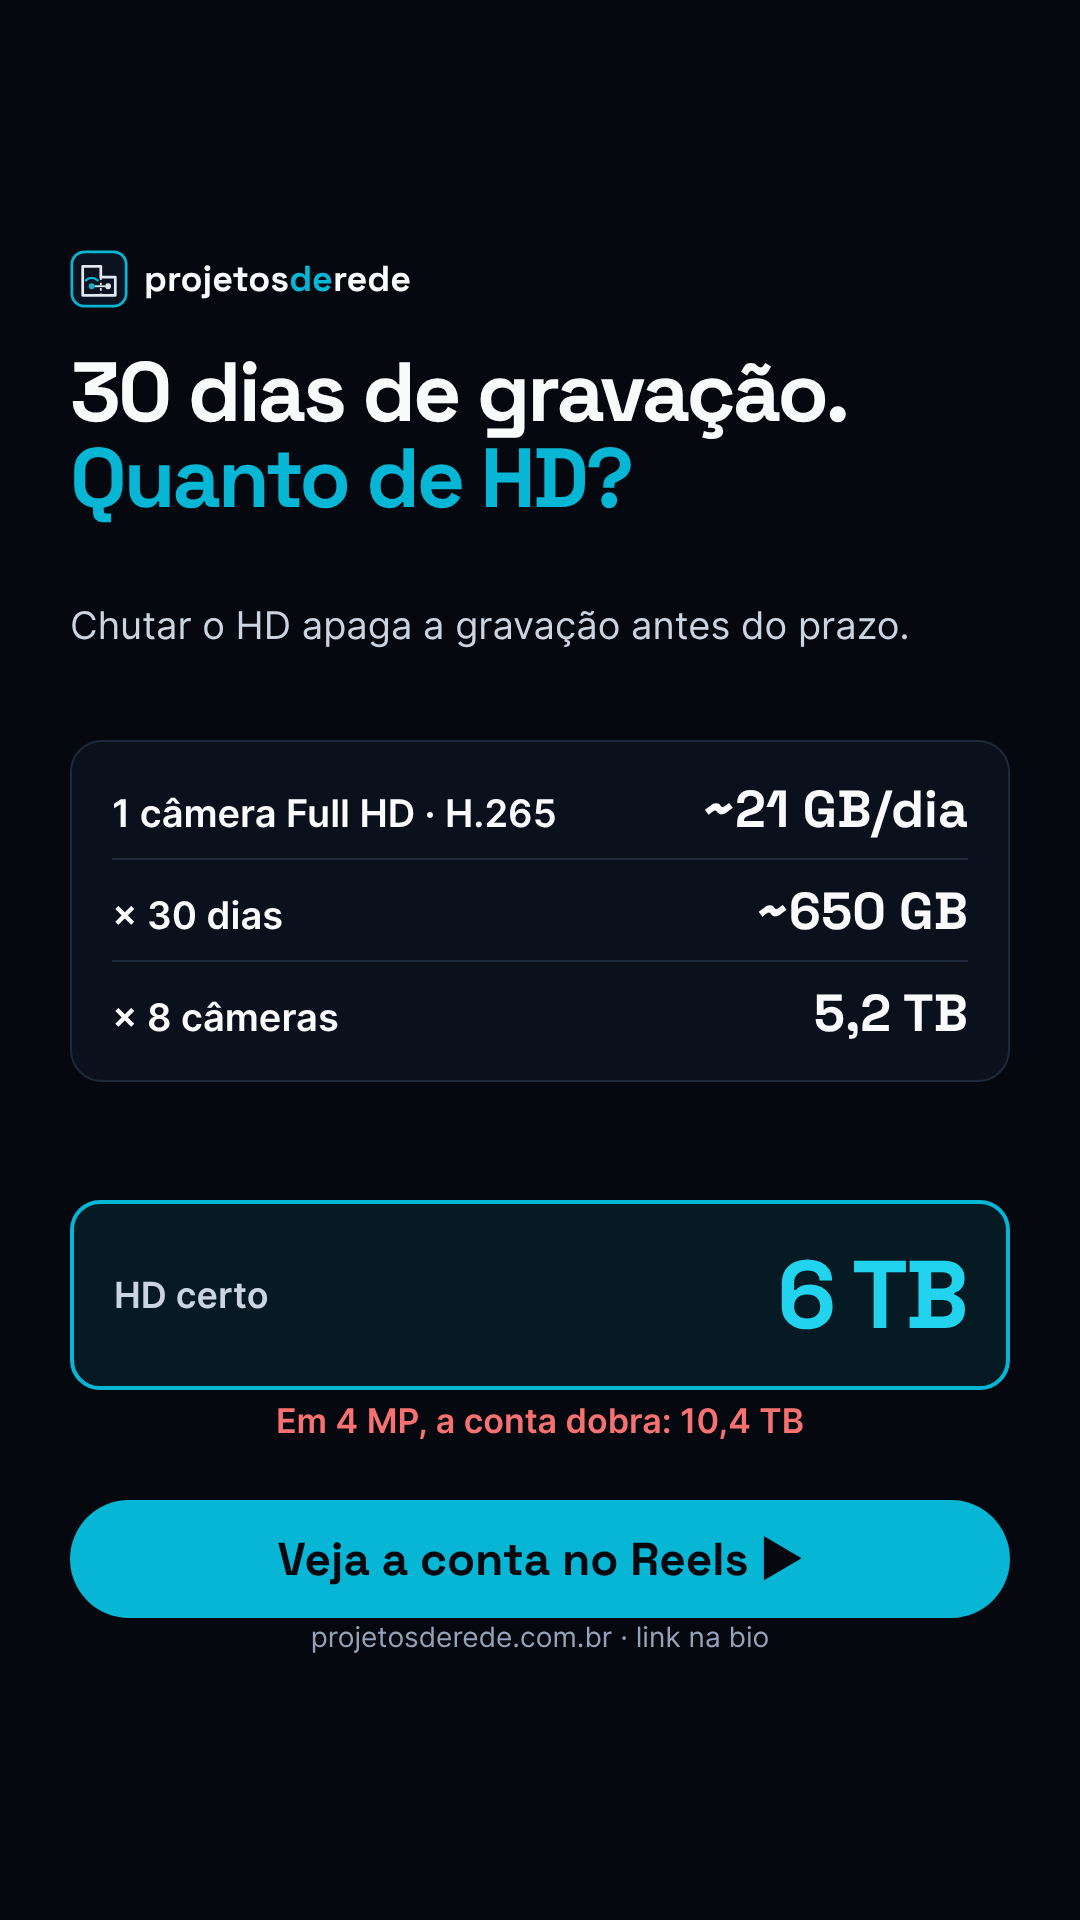 projetosderede
30 dias de gravação.
Quanto de HD?
Chutar o HD apaga a gravação antes do prazo.
1 câmera Full HD · H.265 ~21 GB/dia
× 30 dias ~650 GB
× 8 câmeras 5,2 TB
HD certo 6 TB
Em 4 MP, a conta dobra: 10,4 TB
Veja a conta no Reels ▶
projetosderede.com.br · link na bio